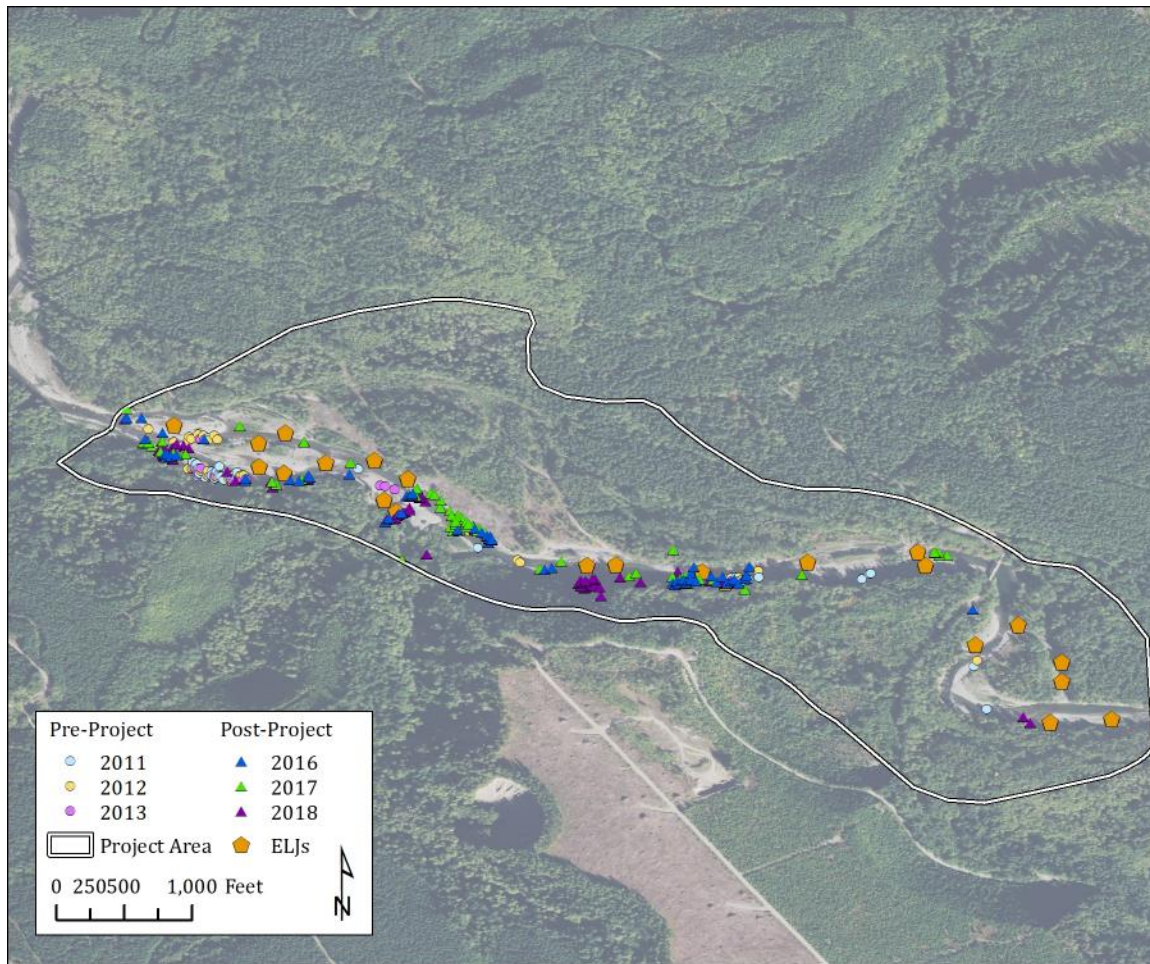 Pre-Project Post-Project
2011 2016
2012 2017
2013 2018
Project Area ELJs
0 250500 1,000 Feet
N